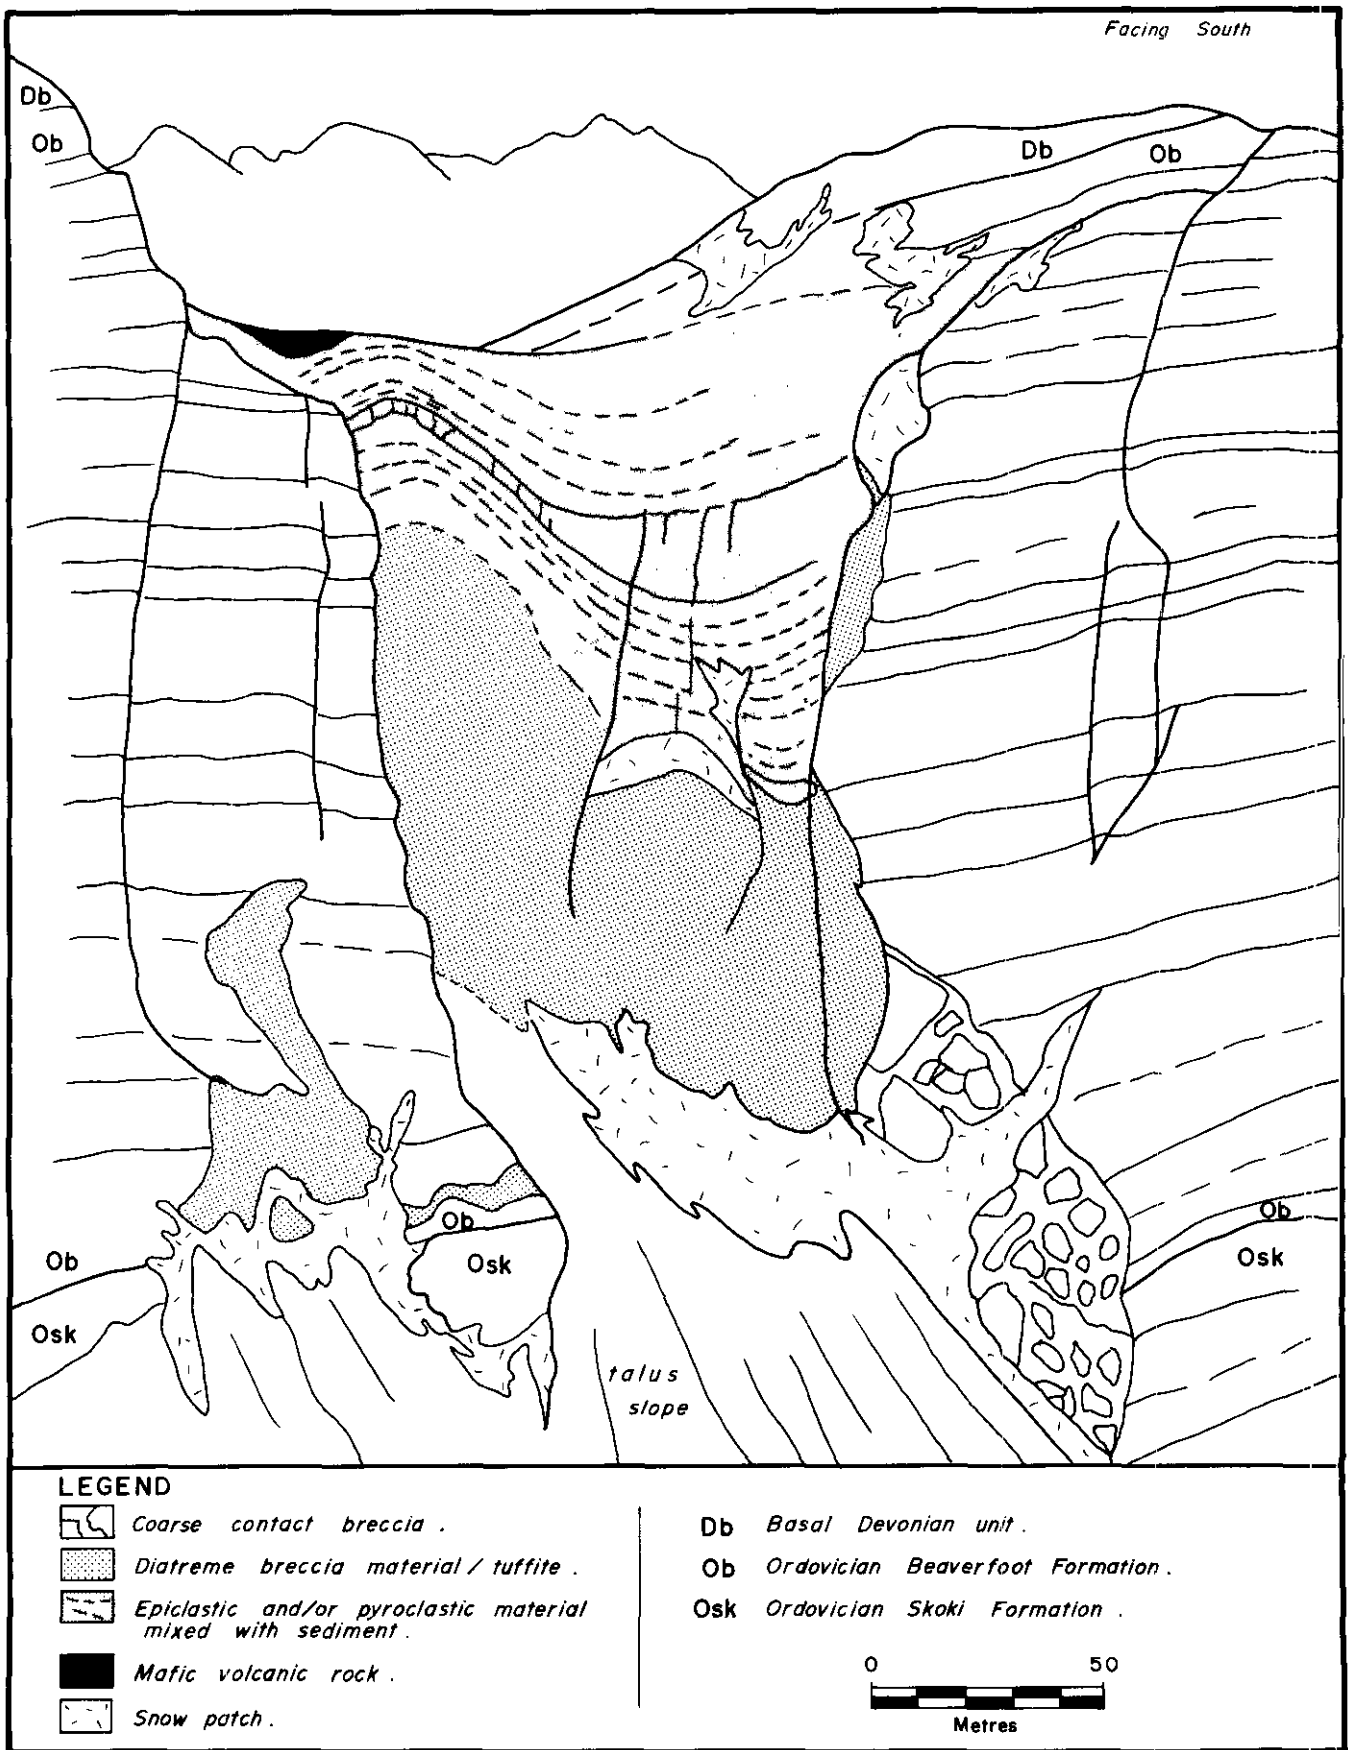 Facing South
Db
Ob
Db
Ob
Ob
Ob
Ob
Osk
Osk
Osk
talus
slope
LEGEND
Coarse contact breccia .
Diatreme breccia material / tuffite .
Epiclastic and/or pyroclastic material
mixed with sediment .
Mafic volcanic rock .
Snow patch .
Db Basal Devonian unit .
Ob Ordovician Beaverfoot Formation .
Osk Ordovician Skoki Formation .
0 50
Metres